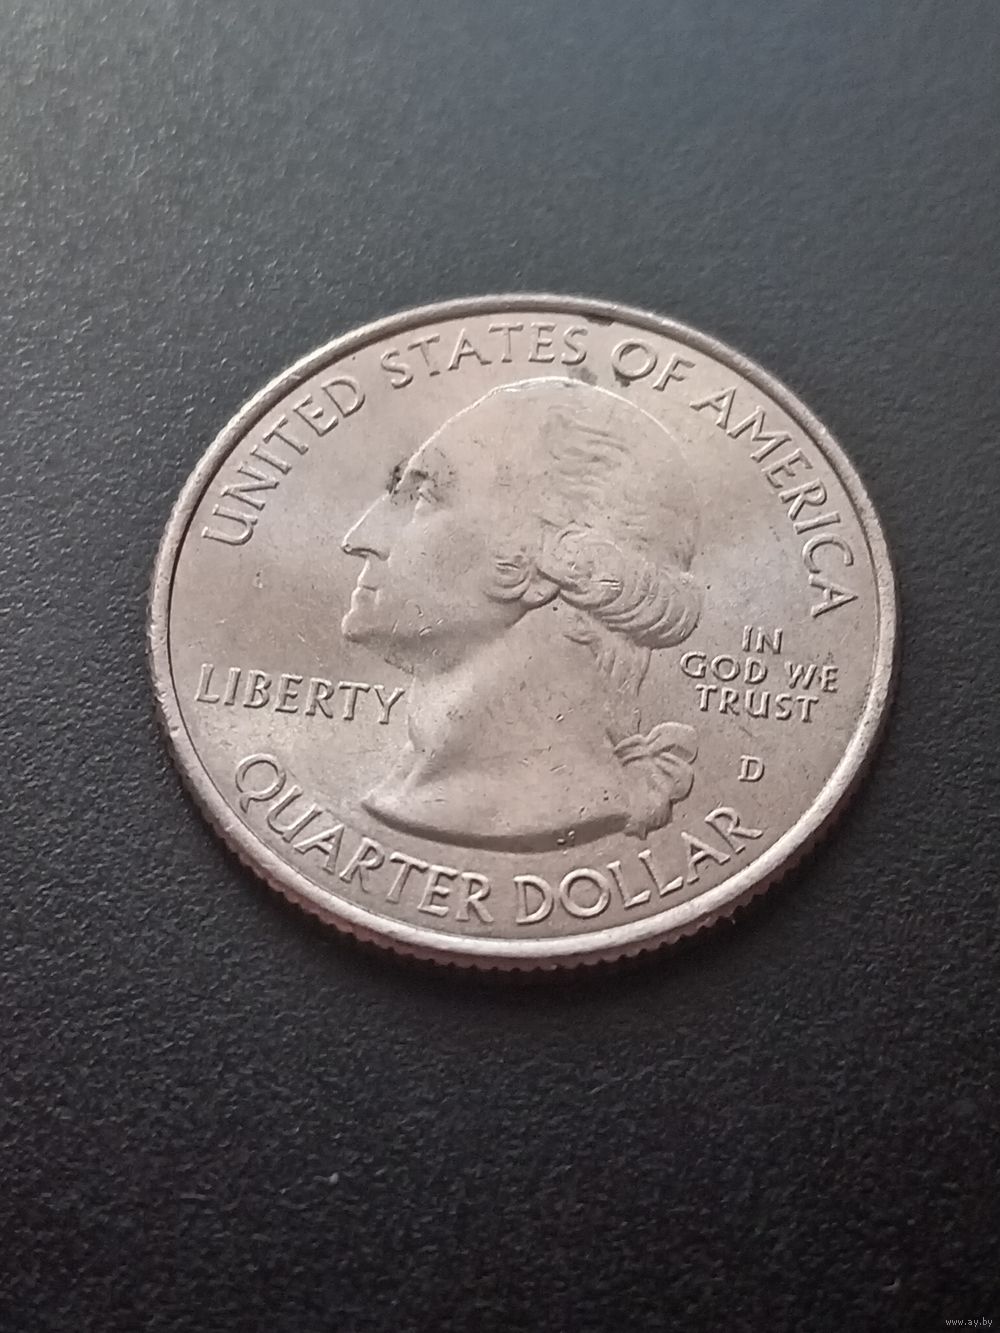 UNITED STATES OF AMERICA
LIBERTY
IN
GOD WE
TRUST
D
QUARTER DOLLAR
www.ay.by